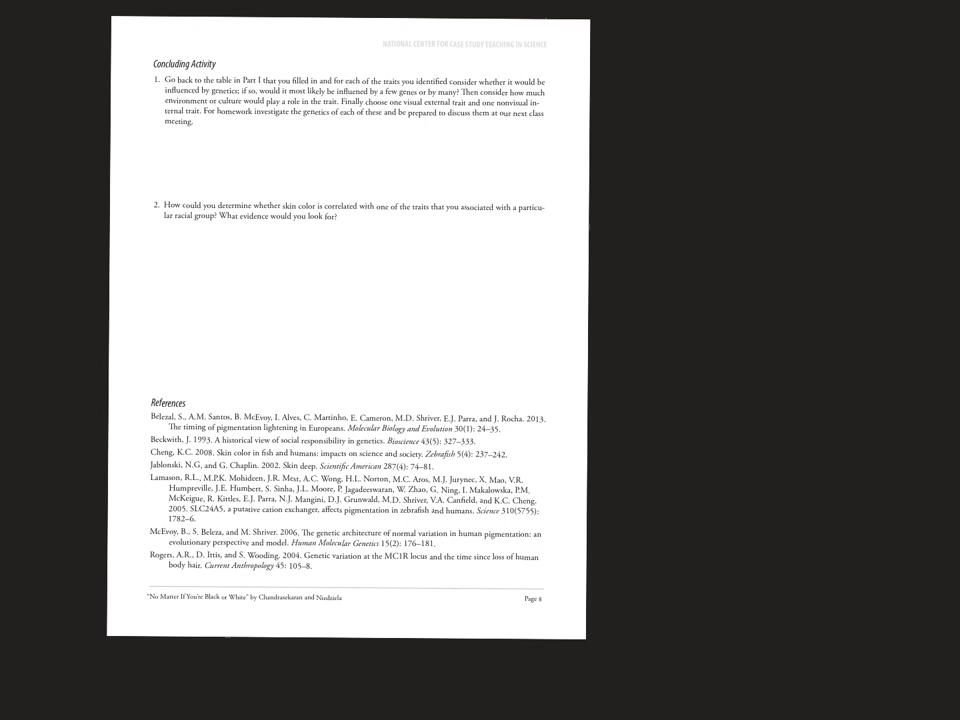 NATIONAL CENTER FOR CASE STUDY TEACHING IN SCIENCE
Concluding Activity
1. Go back to the table in Part I that you filled in and for each of the traits you identified consider whether it would be
influenced by genetics; if so, would it most likely be influenced by a few genes or by many? Then consider how much
environment or culture would play a role in the trait. Finally choose one visual external trait and one nonvisual in-
ternal trait. For homework investigate the genetics of each of these and be prepared to discuss them at our next class
meeting.
2. How could you determine whether skin color is correlated with one of the traits that you associated with a particu-
lar racial group? What evidence would you look for?
References
Belezal, S., A.M. Santos, B. McEvoy, I. Alves, C. Martinho, E. Cameron, M.D. Shriver, E.J. Parra, and J. Rocha. 2013.
The timing of pigmentation lightening in Europeans. Molecular Biology and Evolution 30(1): 24–35.
Beckwith, J. 1993. A historical view of social responsibility in genetics. Bioscience 43(5): 327–333.
Cheng, K.C. 2008. Skin color in fish and humans: impacts on science and society. Zebrafish 5(4): 237–242.
Jablonski, N.G, and G. Chaplin. 2002. Skin deep. Scientific American 287(4): 74–81.
Lamason, R.L., M.P.K. Mohideen, J.R. Mest, A.C. Wong, H.L. Norton, M.C. Aros, M.J. Jurynec, X. Mao, V.R.
Humpreville, J.E. Humbert, S. Sinha, J.L. Moore, P. Jagadeeswaran, W. Zhao, G. Ning, I. Makalowska, P.M.
McKeigue, R. Kittles, E.J. Parra, N.J. Mangini, D.J. Grunwald, M.D. Shriver, V.A. Canfield, and K.C. Cheng.
2005. SLC24A5, a putative cation exchanger, affects pigmentation in zebrafish and humans. Science 310(5755):
1782–6.
McEvoy, B., S. Beleza, and M. Shriver. 2006. The genetic architecture of normal variation in human pigmentation: an
evolutionary perspective and model. Human Molecular Genetics 15(2): 176–181.
Rogers, A.R., D. Iltis, and S. Wooding. 2004. Genetic variation at the MC1R locus and the time since loss of human
body hair. Current Anthropology 45: 105–8.
"No Matter If You're Black or White" by Chandrasekaran and Niedziela
Page 8